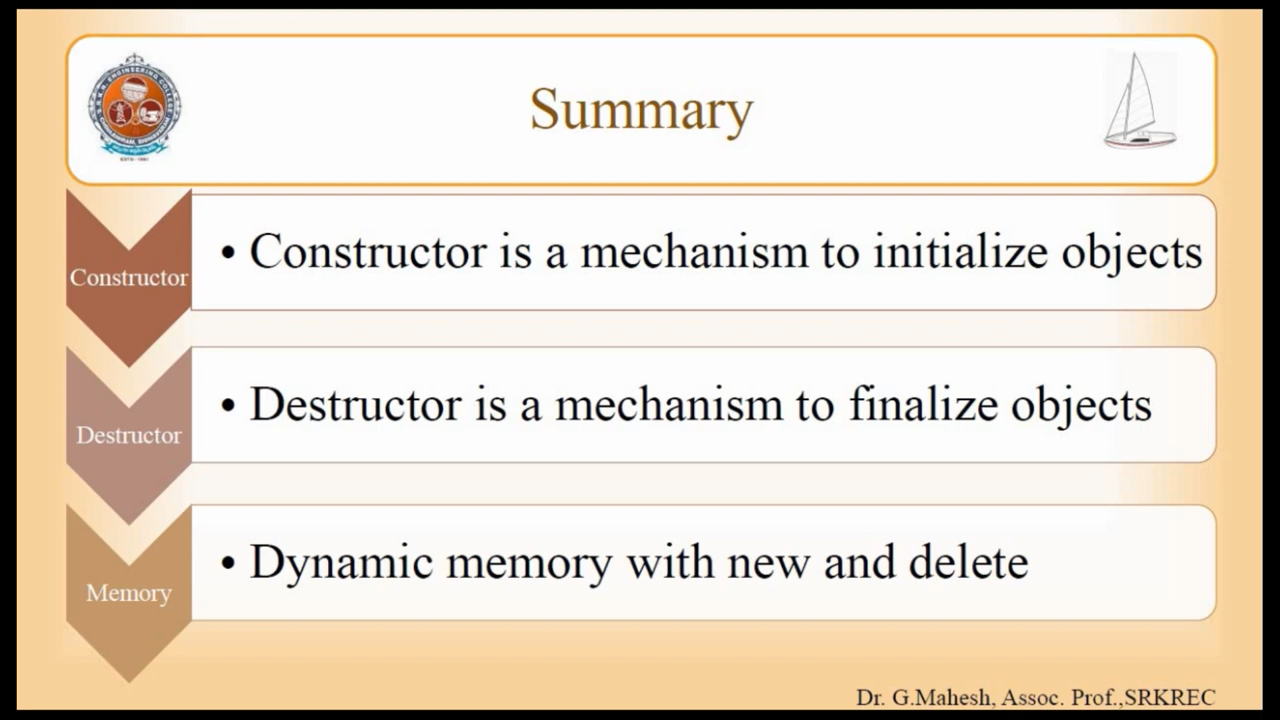 Summary
Constructor
• Constructor is a mechanism to initialize objects
Destructor
• Destructor is a mechanism to finalize objects
Memory
• Dynamic memory with new and delete
Dr. G.Mahesh, Assoc. Prof.,SRKREC